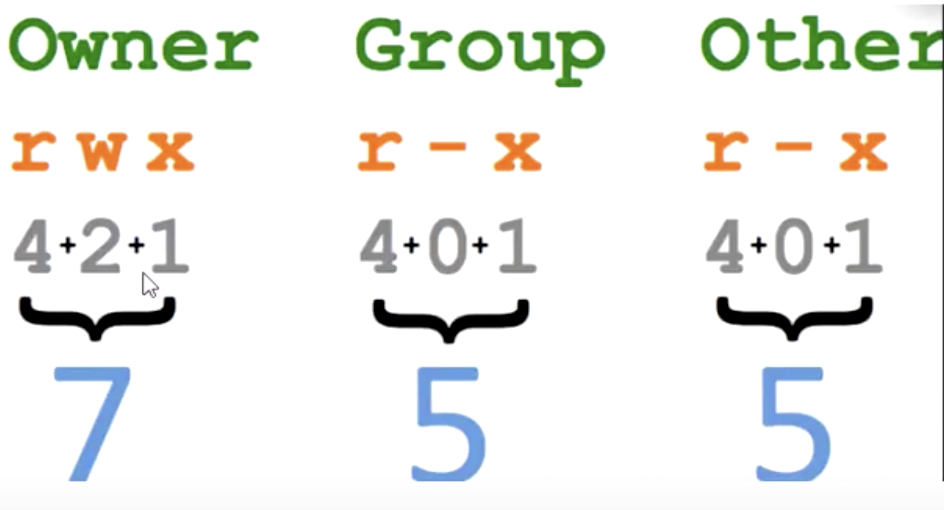 Owner Group Other
r w x r - x r - x
4+2+1 4+0+1 4+0+1
7 5 5